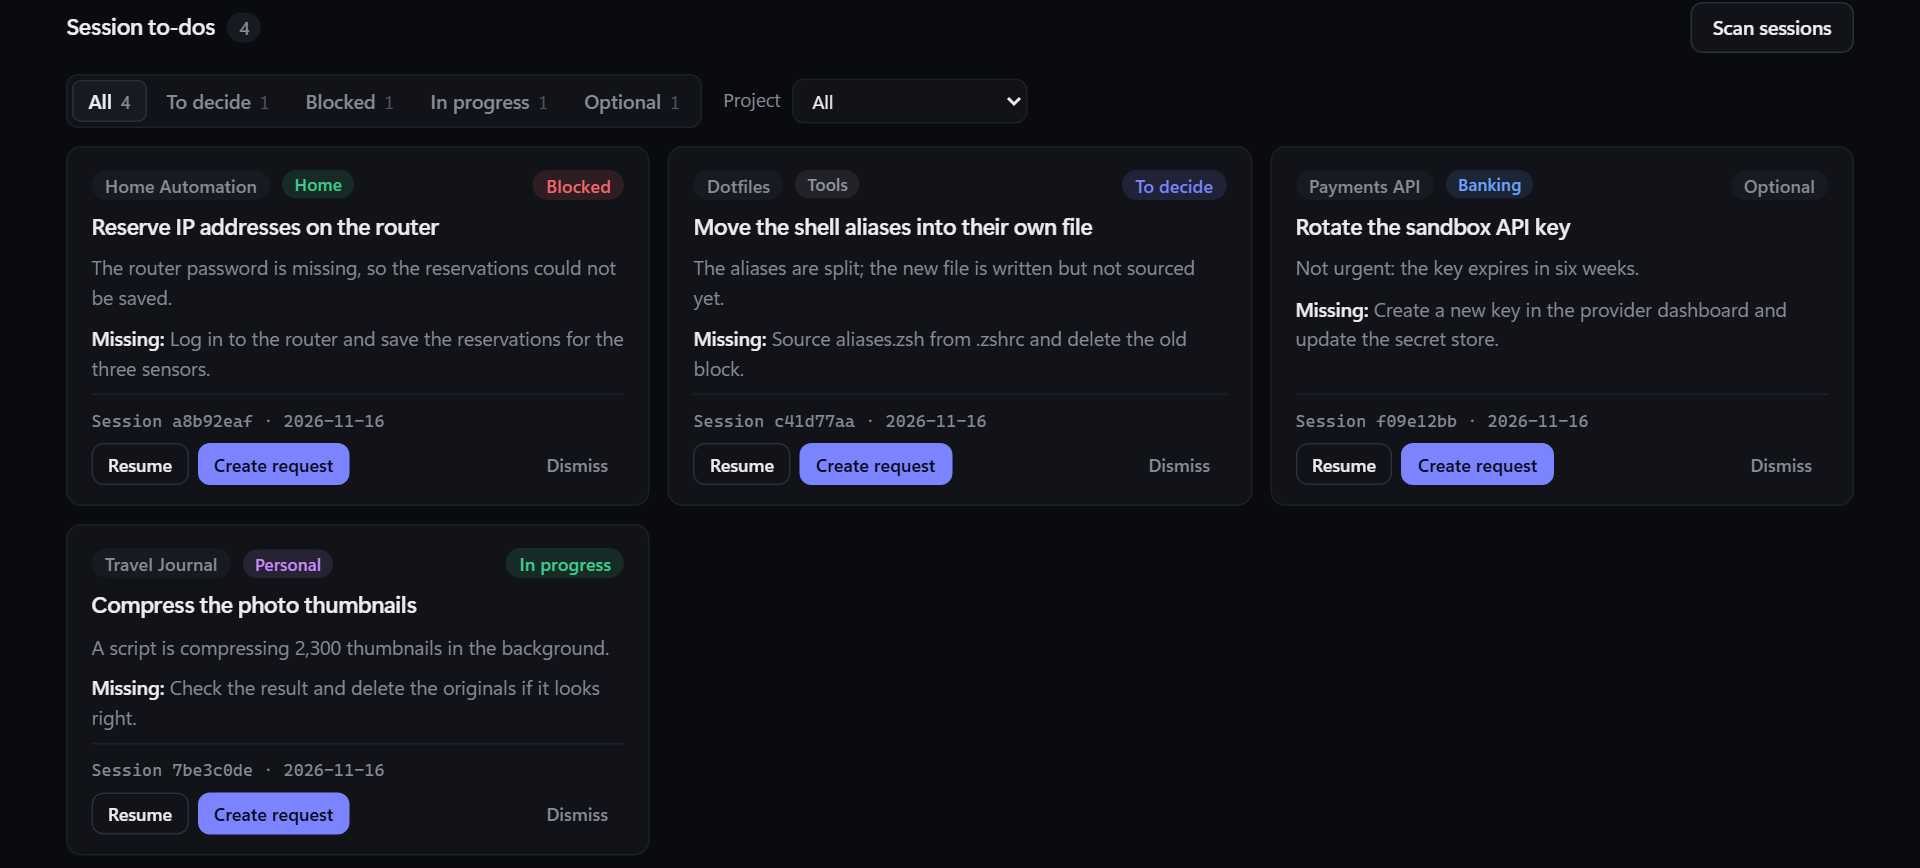 Session to-dos 4
Scan sessions
All 4 To decide 1 Blocked 1 In progress 1 Optional 1 Project All
Home Automation Home Blocked
Reserve IP addresses on the router
The router password is missing, so the reservations could not
be saved.
Missing: Log in to the router and save the reservations for the
three sensors.
Session a8b92eaf · 2026-11-16
Resume Create request Dismiss
Dotfiles Tools To decide
Move the shell aliases into their own file
The aliases are split; the new file is written but not sourced
yet.
Missing: Source aliases.zsh from .zshrc and delete the old
block.
Session c41d77aa · 2026-11-16
Resume Create request Dismiss
Payments API Banking Optional
Rotate the sandbox API key
Not urgent: the key expires in six weeks.
Missing: Create a new key in the provider dashboard and
update the secret store.
Session f09e12bb · 2026-11-16
Resume Create request Dismiss
Travel Journal Personal In progress
Compress the photo thumbnails
A script is compressing 2,300 thumbnails in the background.
Missing: Check the result and delete the originals if it looks
right.
Session 7be3c0de · 2026-11-16
Resume Create request Dismiss